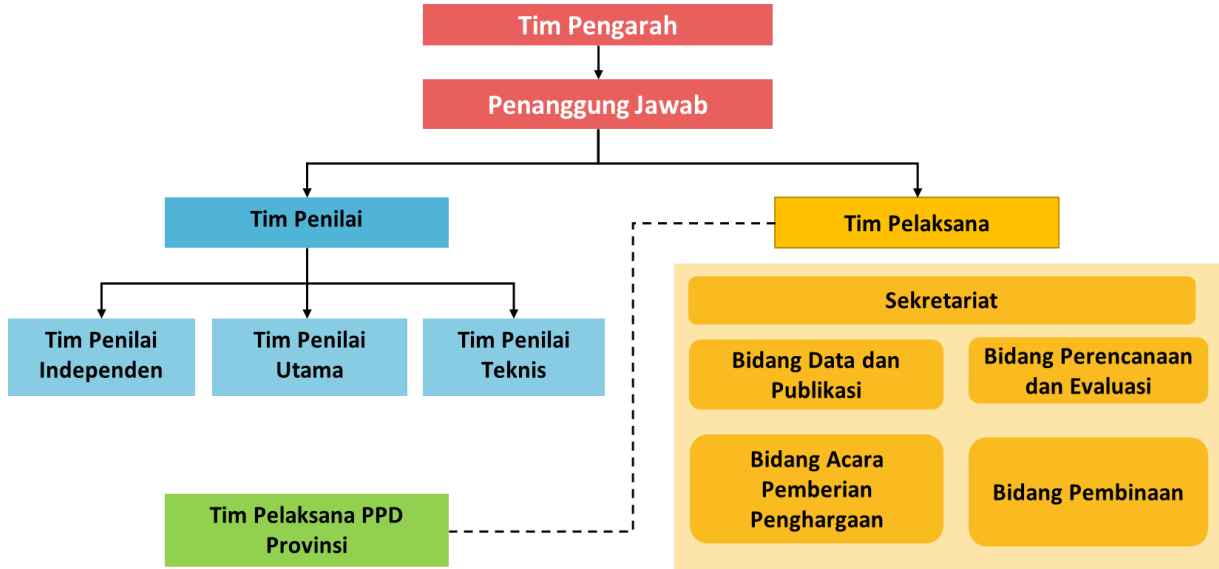 Tim Pengarah
Penanggung Jawab
Tim Penilai
Tim Pelaksana
Tim Penilai
Independen
Tim Penilai
Utama
Tim Penilai
Teknis
Sekretariat
Bidang Data dan
Publikasi
Bidang Perencanaan
dan Evaluasi
Bidang Acara
Pemberian
Penghargaan
Bidang Pembinaan
Tim Pelaksana PPD
Provinsi